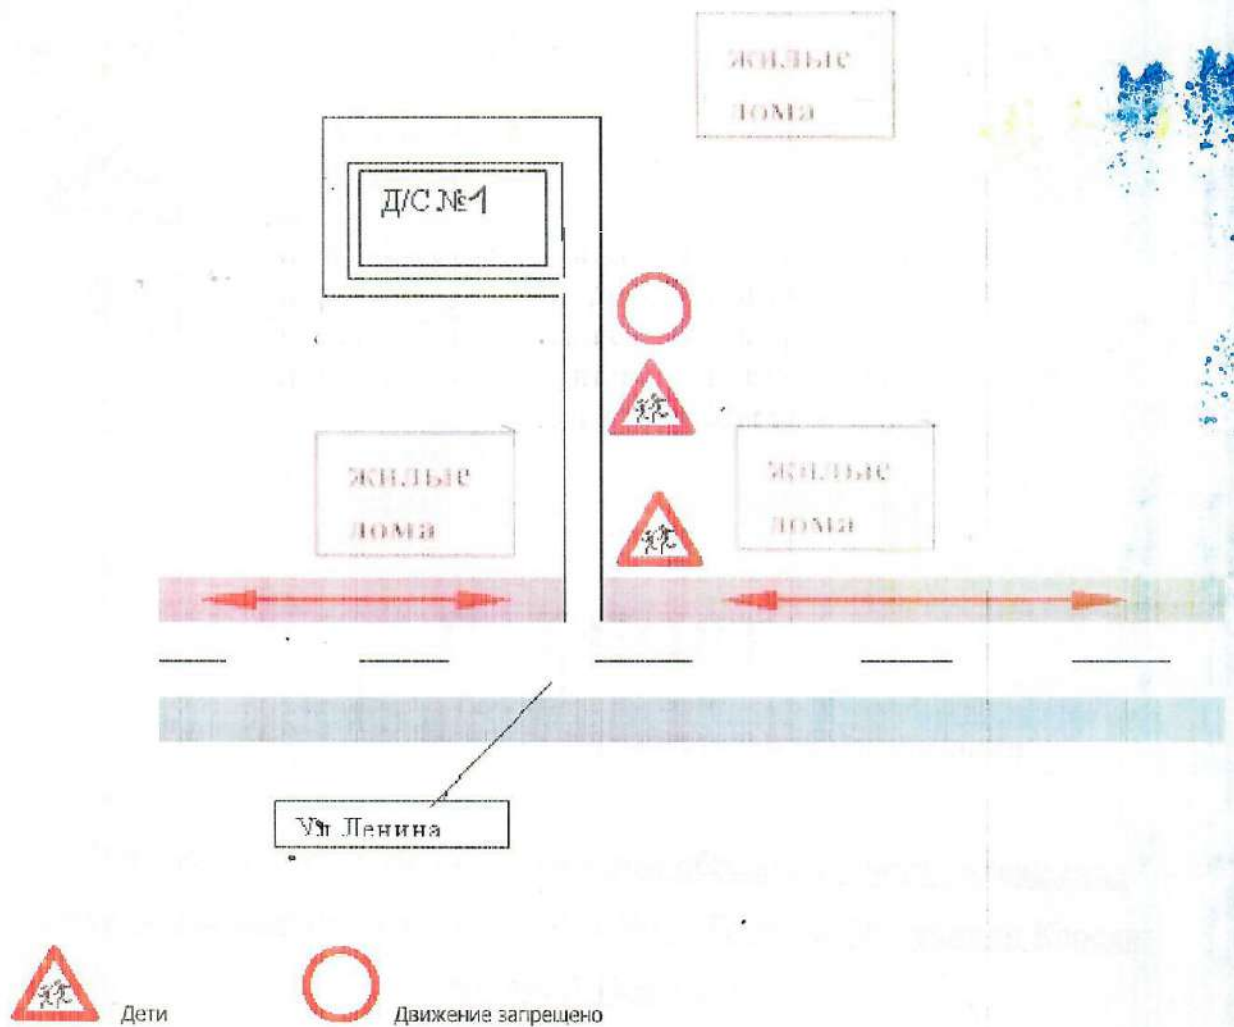 жилые
дома
Д/С №1
жилые
дома
жилые
дома
Ул Ленина
Дети
Движение запрещено